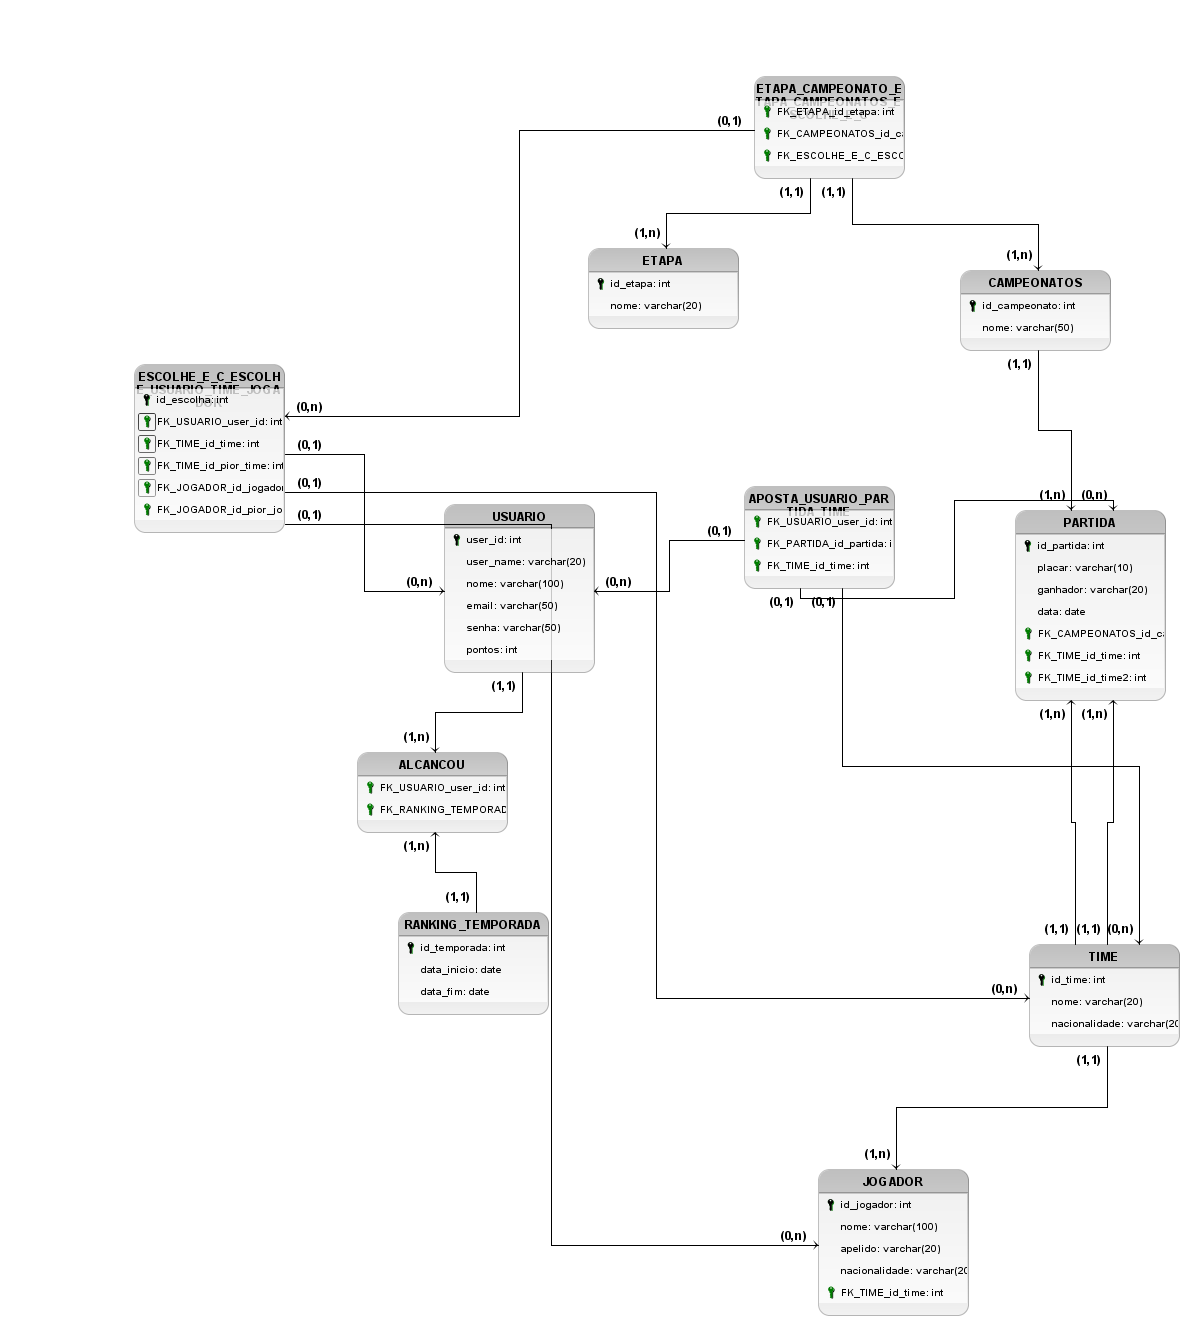 ETAPA_CAMPEONATO_E
TAPA_CAMPEONATOS_E
FK_ETAPA_id_etapa: int
FK_CAMPEONATOS_id_c
FK_ESCOLHE_E_C_ESCO
(0,1)
(1,1)
(1,1)
(1,n)
ETAPA
id_etapa: int
nome: varchar(20)
(1,n)
CAMPEONATOS
id_campeonato: int
nome: varchar(50)
(1,1)
ESCOLHE_E_C_ESCOLH
E_USUARIO_TIME_JOGA
DOR
id_escolha: int
FK_USUARIO_user_id: int
FK_TIME_id_time: int
FK_TIME_id_pior_time: int
FK_JOGADOR_id_jogador
FK_JOGADOR_id_pior_jo
(0,n)
(0,1)
(0,1)
(0,1)
(0,n)
USUARIO
user_id: int
user_name: varchar(20)
nome: varchar(100)
email: varchar(50)
senha: varchar(50)
pontos: int
(0,n)
(0,1)
APOSTA_USUARIO_PAR
TIDA_TIME
FK_USUARIO_user_id: int
FK_PARTIDA_id_partida: i
FK_TIME_id_time: int
(0,1)
(0,1)
(1,n)
(0,n)
PARTIDA
id_partida: int
placar: varchar(10)
ganhador: varchar(20)
data: date
FK_CAMPEONATOS_id_c
FK_TIME_id_time: int
FK_TIME_id_time2: int
(1,n)
(1,n)
(1,1)
(1,n)
ALCANCOU
FK_USUARIO_user_id: int
FK_RANKING_TEMPORAD
(1,n)
(1,1)
RANKING_TEMPORADA
id_temporada: int
data_inicio: date
data_fim: date
(1,1)
(1,1)
(0,n)
(0,n)
TIME
id_time: int
nome: varchar(20)
nacionalidade: varchar(20
(1,1)
(1,n)
(0,n)
JOGADOR
id_jogador: int
nome: varchar(100)
apelido: varchar(20)
nacionalidade: varchar(20
FK_TIME_id_time: int